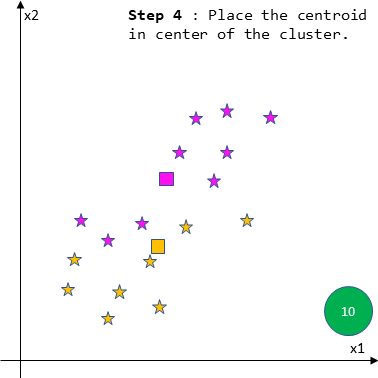 x2
Step 4 : Place the centroid
in center of the cluster.
10
x1